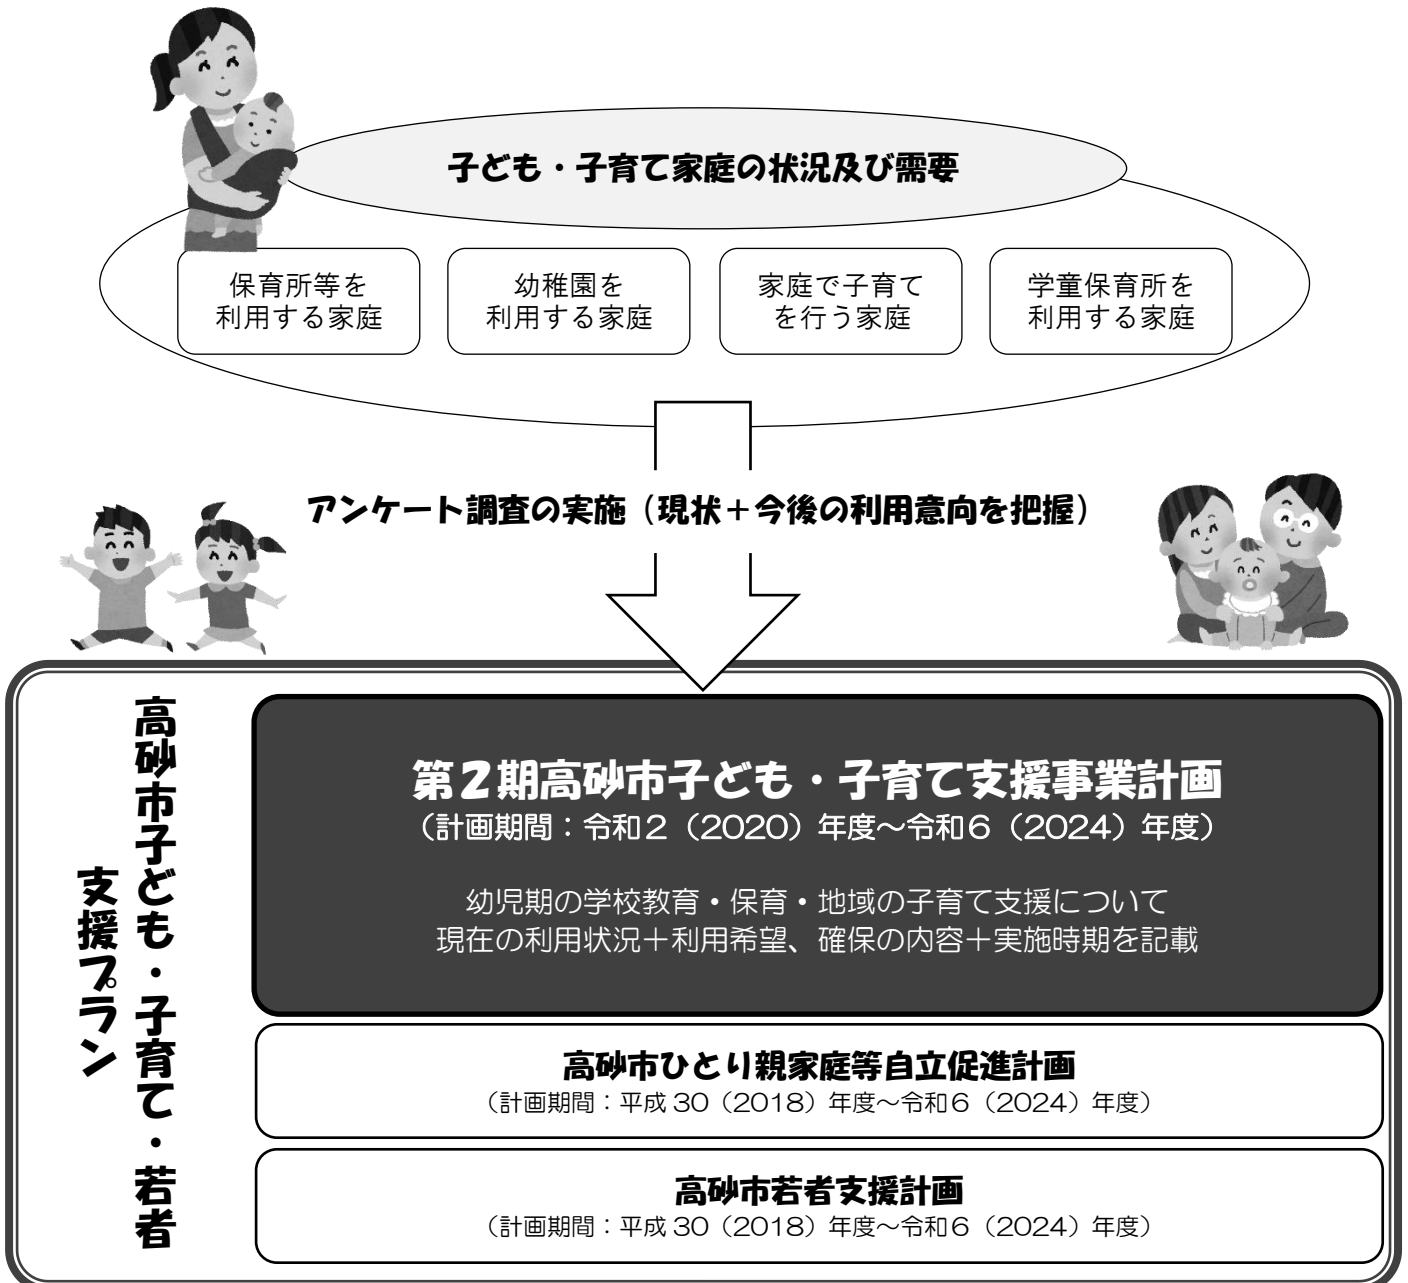 子ども・子育て家庭の状況及び需要
保育所等を
利用する家庭
幼稚園を
利用する家庭
家庭で子育て
を行う家庭
学童保育所を
利用する家庭
アンケート調査の実施（現状＋今後の利用意向を把握）
高砂市子ども・子育て・若者
支援プラン
第２期高砂市子ども・子育て支援事業計画
（計画期間：令和２（2020）年度～令和６（2024）年度）
幼児期の学校教育・保育・地域の子育て支援について
現在の利用状況＋利用希望、確保の内容＋実施時期を記載
高砂市ひとり親家庭等自立促進計画
（計画期間：平成 30（2018）年度～令和６（2024）年度）
高砂市若者支援計画
（計画期間：平成 30（2018）年度～令和６（2024）年度）